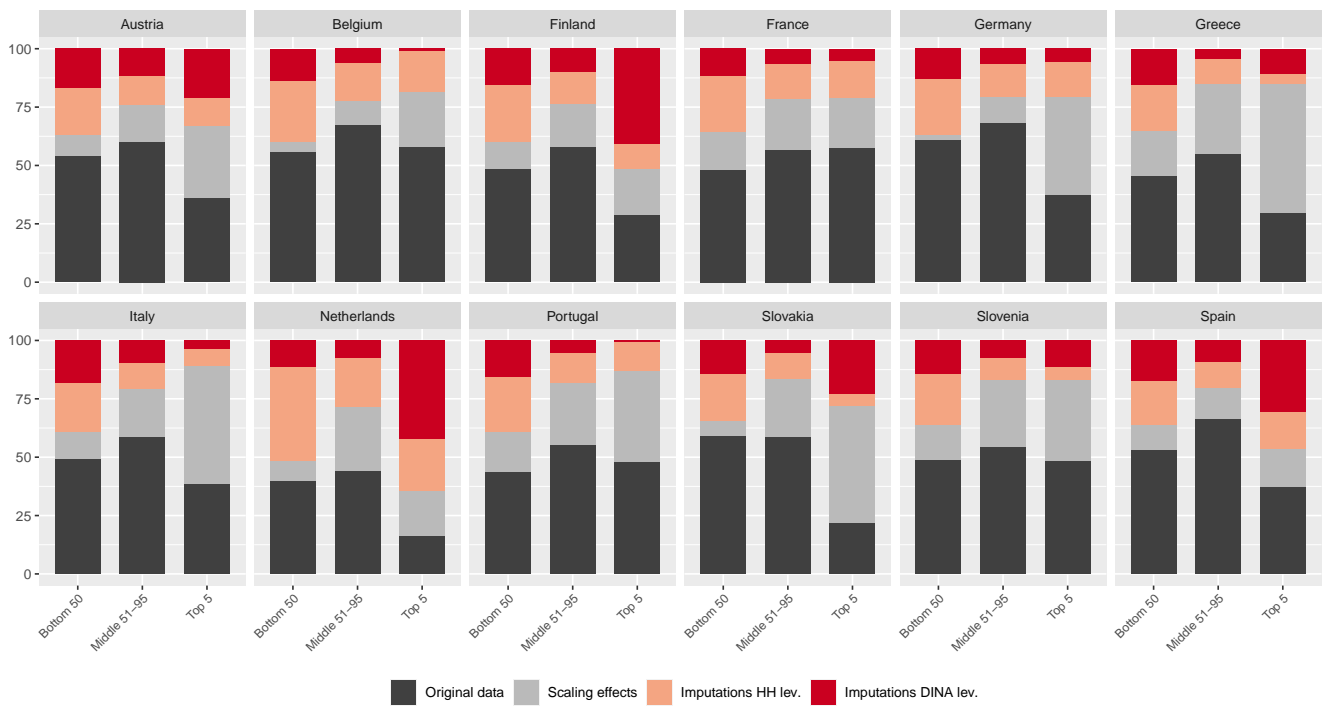 Austria Belgium Finland France Germany Greece
100
75
50
25
0
Italy Netherlands Portugal Slovakia Slovenia Spain
100
75
50
25
0
Bottom 50 Middle 51–95 Top 5 Bottom 50 Middle 51–95 Top 5 Bottom 50 Middle 51–95 Top 5 Bottom 50 Middle 51–95 Top 5 Bottom 50 Middle 51–95 Top 5 Bottom 50 Middle 51–95 Top 5
Original data Scaling effects Imputations HH lev. Imputations DINA lev.